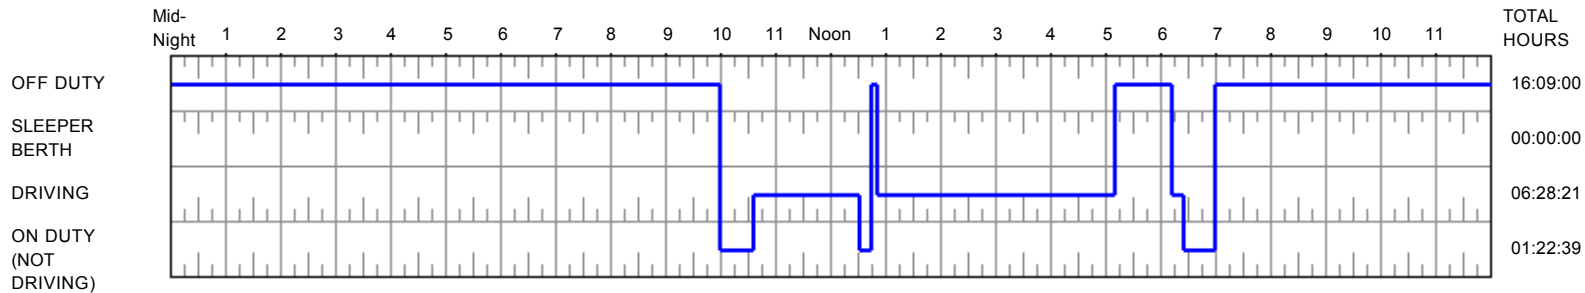 Mid-
Night 1 2 3 4 5 6 7 8 9 10 11 Noon 1 2 3 4 5 6 7 8 9 10 11
TOTAL
HOURS
OFF DUTY 16:09:00
SLEEPER
BERTH 00:00:00
DRIVING 06:28:21
ON DUTY
(NOT
DRIVING) 01:22:39